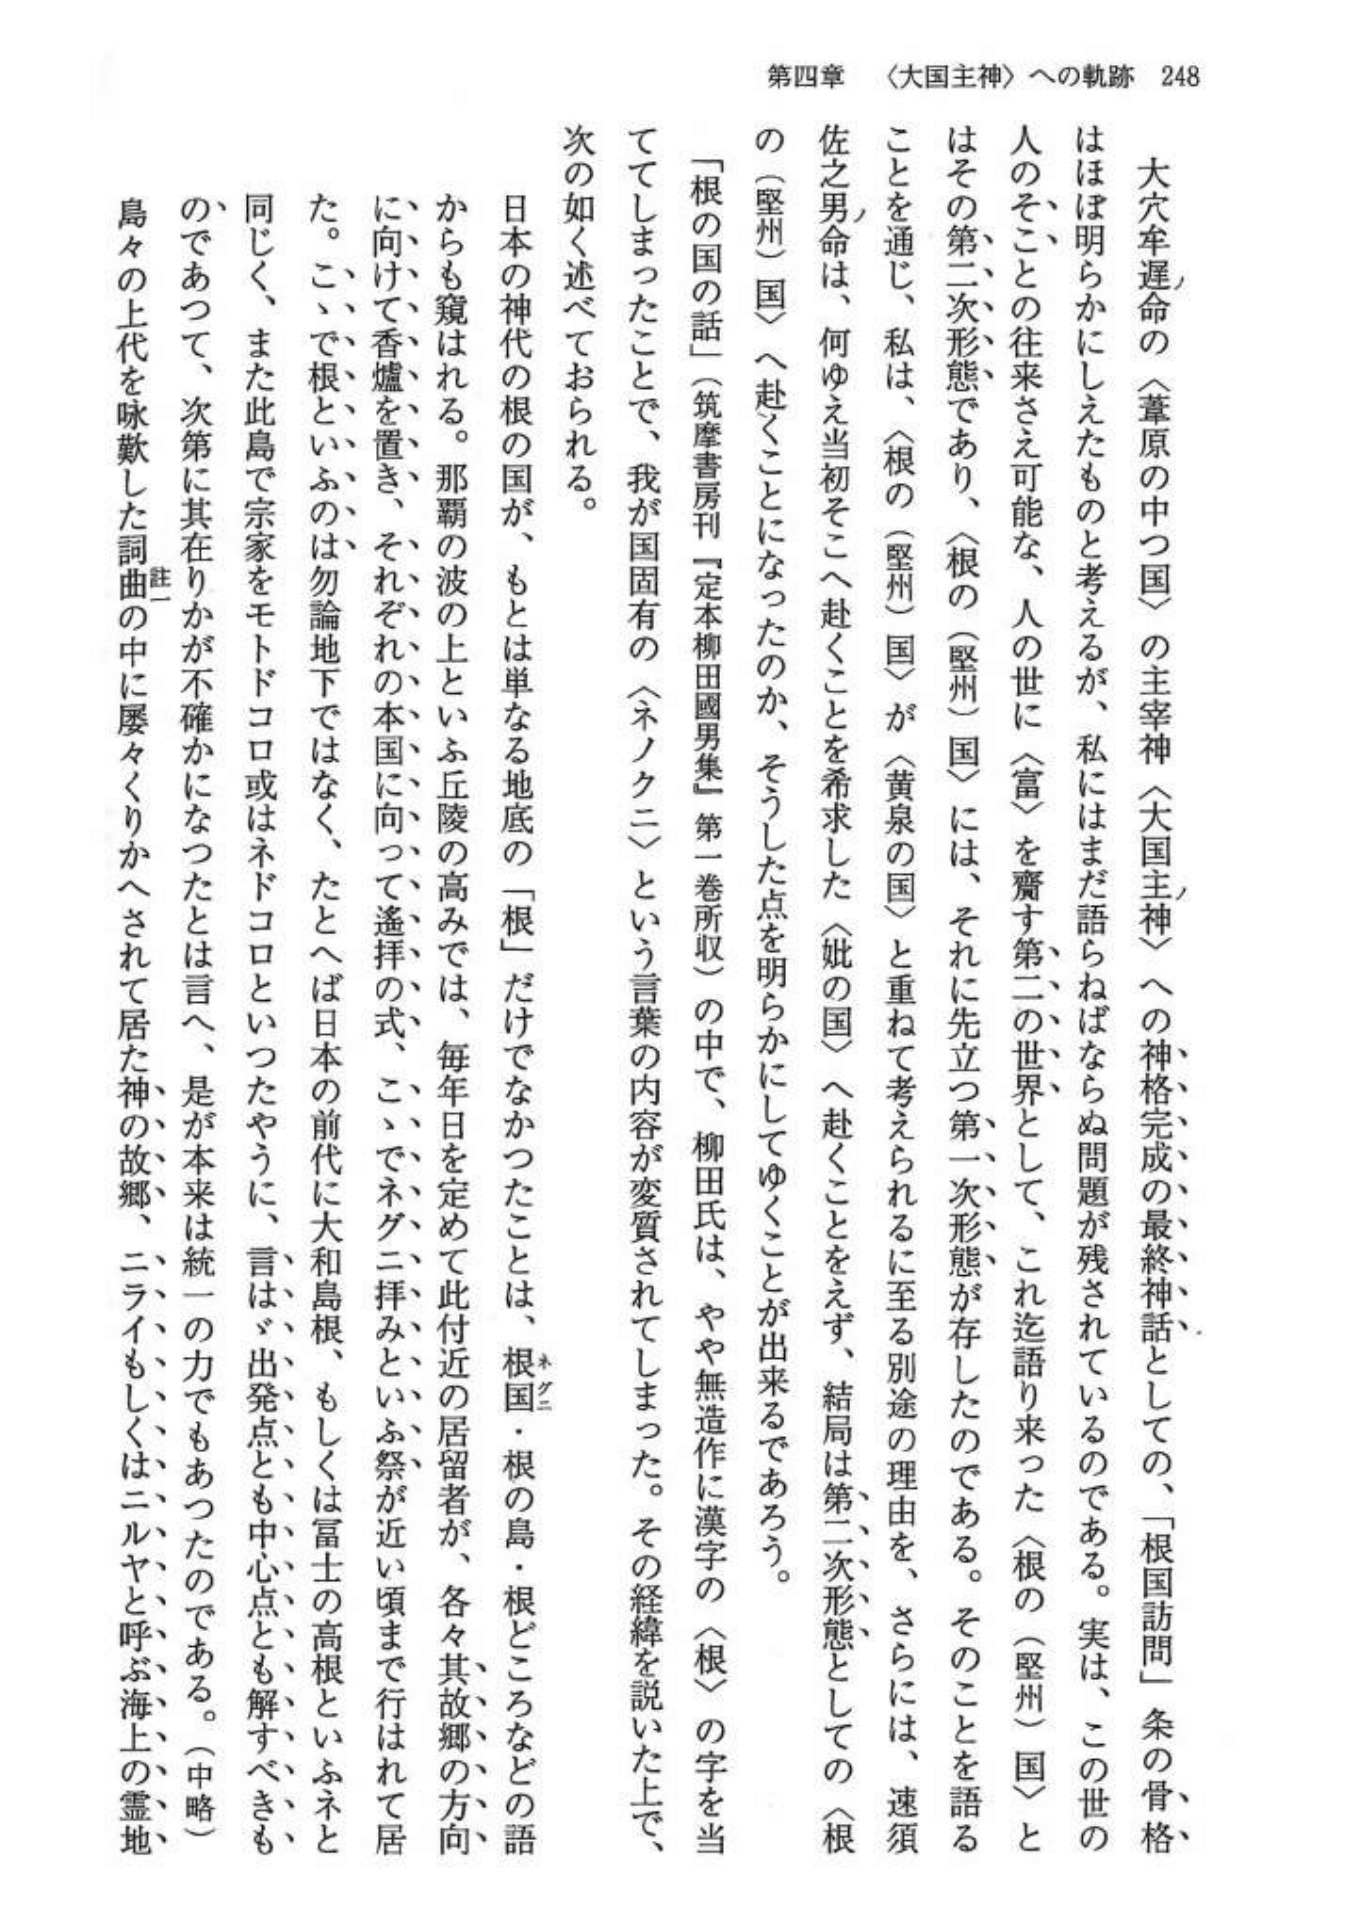 第四章　〈大国主神〉への軌跡　248
大穴牟遅ノ命の〈葦原の中つ国〉の主宰神〈大国主ノ神〉への神格完成の最終神話としての、「根国訪問」条の骨格
はほぼ明らかにしえたものと考えるが、私にはまだ語らねばならぬ問題が残されているのである。実は、この世の
人のそことの往来さえ可能な、人の世に〈富〉を齎す第二の世界として、これ迄語り来った〈根の（堅州）国〉と
はその第二次形態であり、〈根の（堅州）国〉には、それに先立つ第一次形態が存したのである。そのことを語る
ことを通じ、私は、〈根の（堅州）国〉が〈黄泉の国〉と重ねて考えられるに至る別途の理由を、さらには、速須
佐之男ノ命は、何ゆえ当初そこへ赴くことを希求した〈妣の国〉へ赴くことをえず、結局は第二次形態としての〈根
の（堅州）国〉へ赴くことになったのか、そうした点を明らかにしてゆくことが出来るであろう。
「根の国の話」（筑摩書房刊『定本柳田國男集』第一巻所収）の中で、柳田氏は、やや無造作に漢字の〈根〉の字を当
ててしまったことで、我が国固有の〈ネノクニ〉という言葉の内容が変質されてしまった。その経緯を説いた上で、
次の如く述べておられる。
日本の神代の根の国が、もとは単なる地底の「根」だけでなかつたことは、根国ネグニ・根の島・根どころなどの語
からも窺はれる。那覇の波の上といふ丘陵の高みでは、毎年日を定めて此付近の居留者が、各々其故郷の方向
に向けて香爐を置き、それぞれの本国に向って遙拝の式、こゝでネグニ拝みといふ祭が近い頃まで行はれて居
た。こゝで根といふのは勿論地下ではなく、たとへば日本の前代に大和島根、もしくは冨士の高根といふネと
同じく、また此島で宗家をモトドコロ或はネドコロといつたやうに、言はゞ出発点とも中心点とも解すべきも
のであつて、次第に其在りかが不確かになつたとは言へ、是が本来は統一の力でもあつたのである。（中略）
島々の上代を咏歎した詞曲註一の中に屡々くりかへされて居た神の故郷、ニライもしくはニルヤと呼ぶ海上の霊地